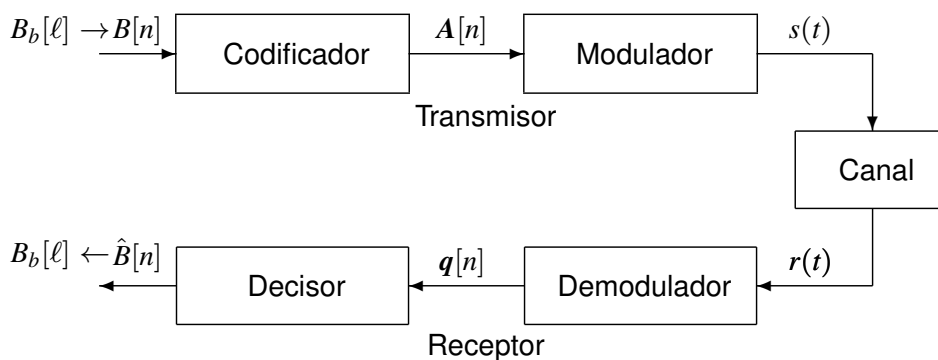 B_b[ℓ] → B[n]
Codificador
A[n]
Modulador
s(t)
Transmisor
Canal
B_b[ℓ] ← B̂[n]
Decisor
q[n]
Demodulador
r(t)
Receptor